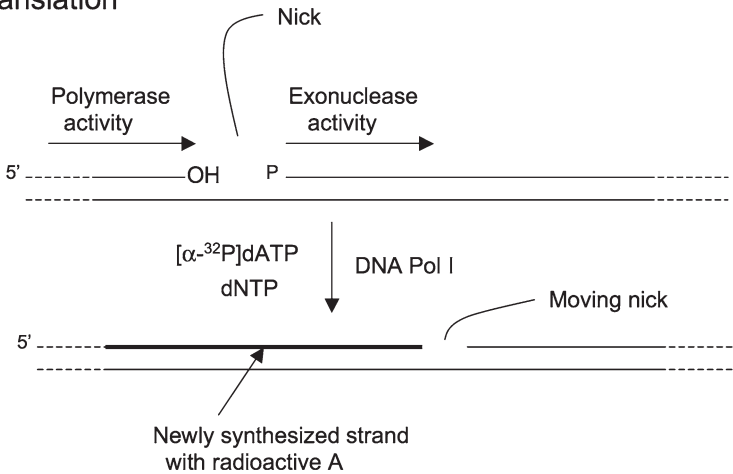 Nick
Polymerase activity
Exonuclease activity
5’
OH
P
[α-³²P]dATP
dNTP
DNA Pol I
Moving nick
5’
Newly synthesized strand
with radioactive A